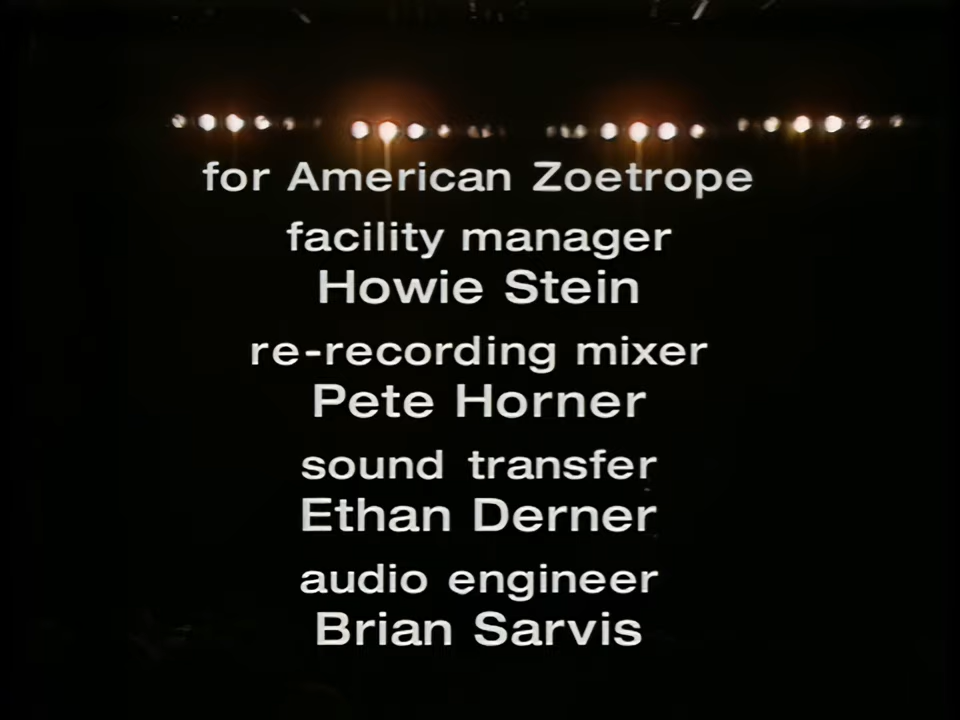 for American Zoetrope
facility manager
Howie Stein
re-recording mixer
Pete Horner
sound transfer
Ethan Derner
audio engineer
Brian Sarvis